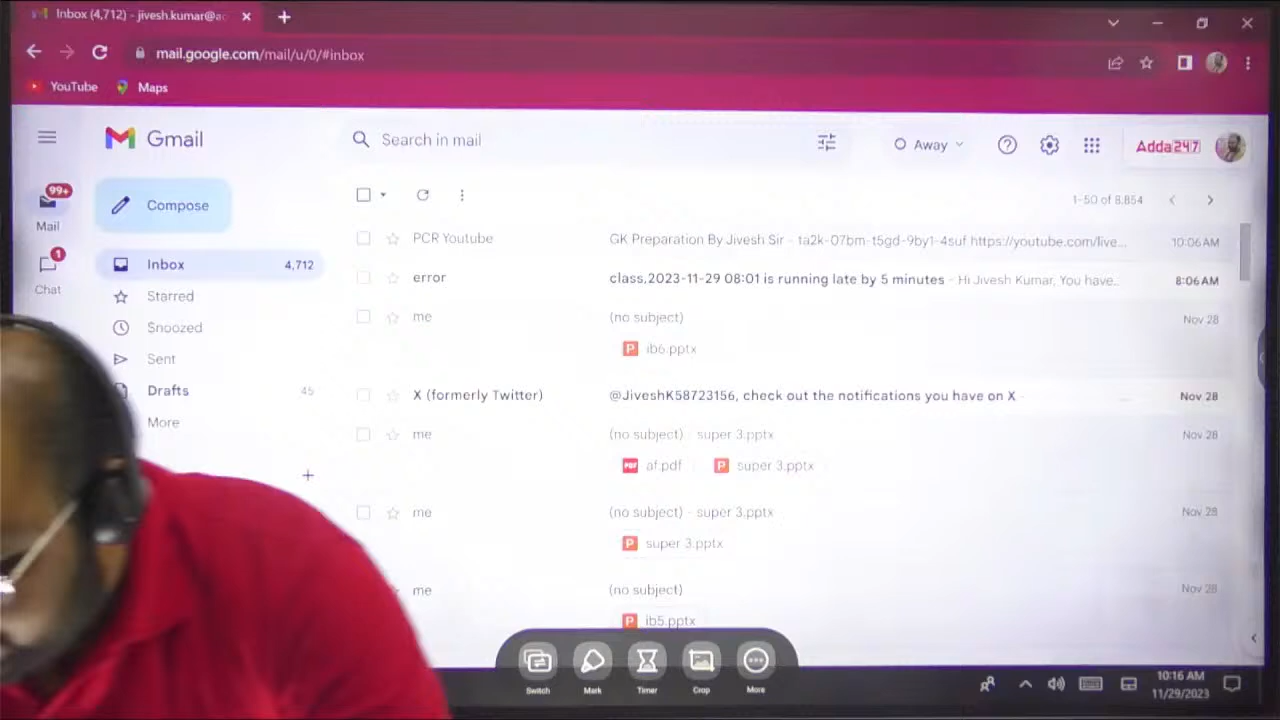 Inbox (4,712) - jivesh.kumar@
mail.google.com/mail/u/0/#inbox
YouTube Maps
Gmail Search in mail Away Adda247
99+
Mail
Compose
1-50 of 8,854
1
Chat
Inbox 4,712
Starred
Snoozed
Sent
Drafts 45
More
PCR Youtube GK Preparation By Jivesh Sir - ta2k-07bm-t5gd-9by1-4suf https://youtube.com/live... 10:06 AM
error class,2023-11-29 08:01 is running late by 5 minutes - Hi Jivesh Kumar, You have... 8:06 AM
me (no subject) Nov 28
ib6.pptx
X (formerly Twitter) @JiveshK58723156, check out the notifications you have on X - Nov 28
me (no subject) - super 3.pptx Nov 28
PDF af.pdf P super 3.pptx
me (no subject) - super 3.pptx Nov 28
P super 3.pptx
me (no subject) Nov 28
P ib5.pptx
Switch Mark Timer Crop More
10:16 AM
11/29/2023